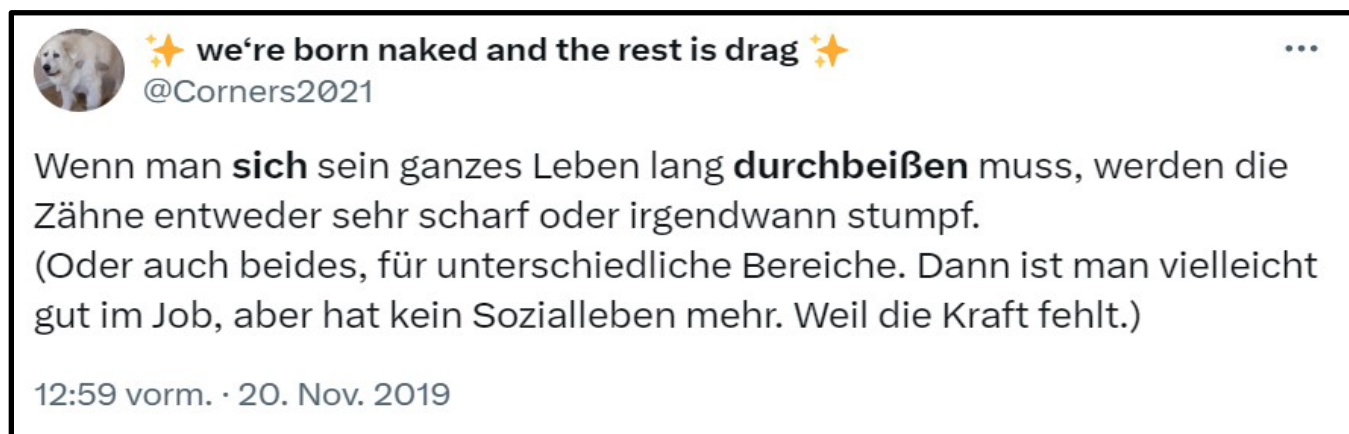 ✨ we‘re born naked and the rest is drag ✨
@Corners2021
Wenn man sich sein ganzes Leben lang durchbeißen muss, werden die
Zähne entweder sehr scharf oder irgendwann stumpf.
(Oder auch beides, für unterschiedliche Bereiche. Dann ist man vielleicht
gut im Job, aber hat kein Sozialleben mehr. Weil die Kraft fehlt.)
12:59 vorm. · 20. Nov. 2019